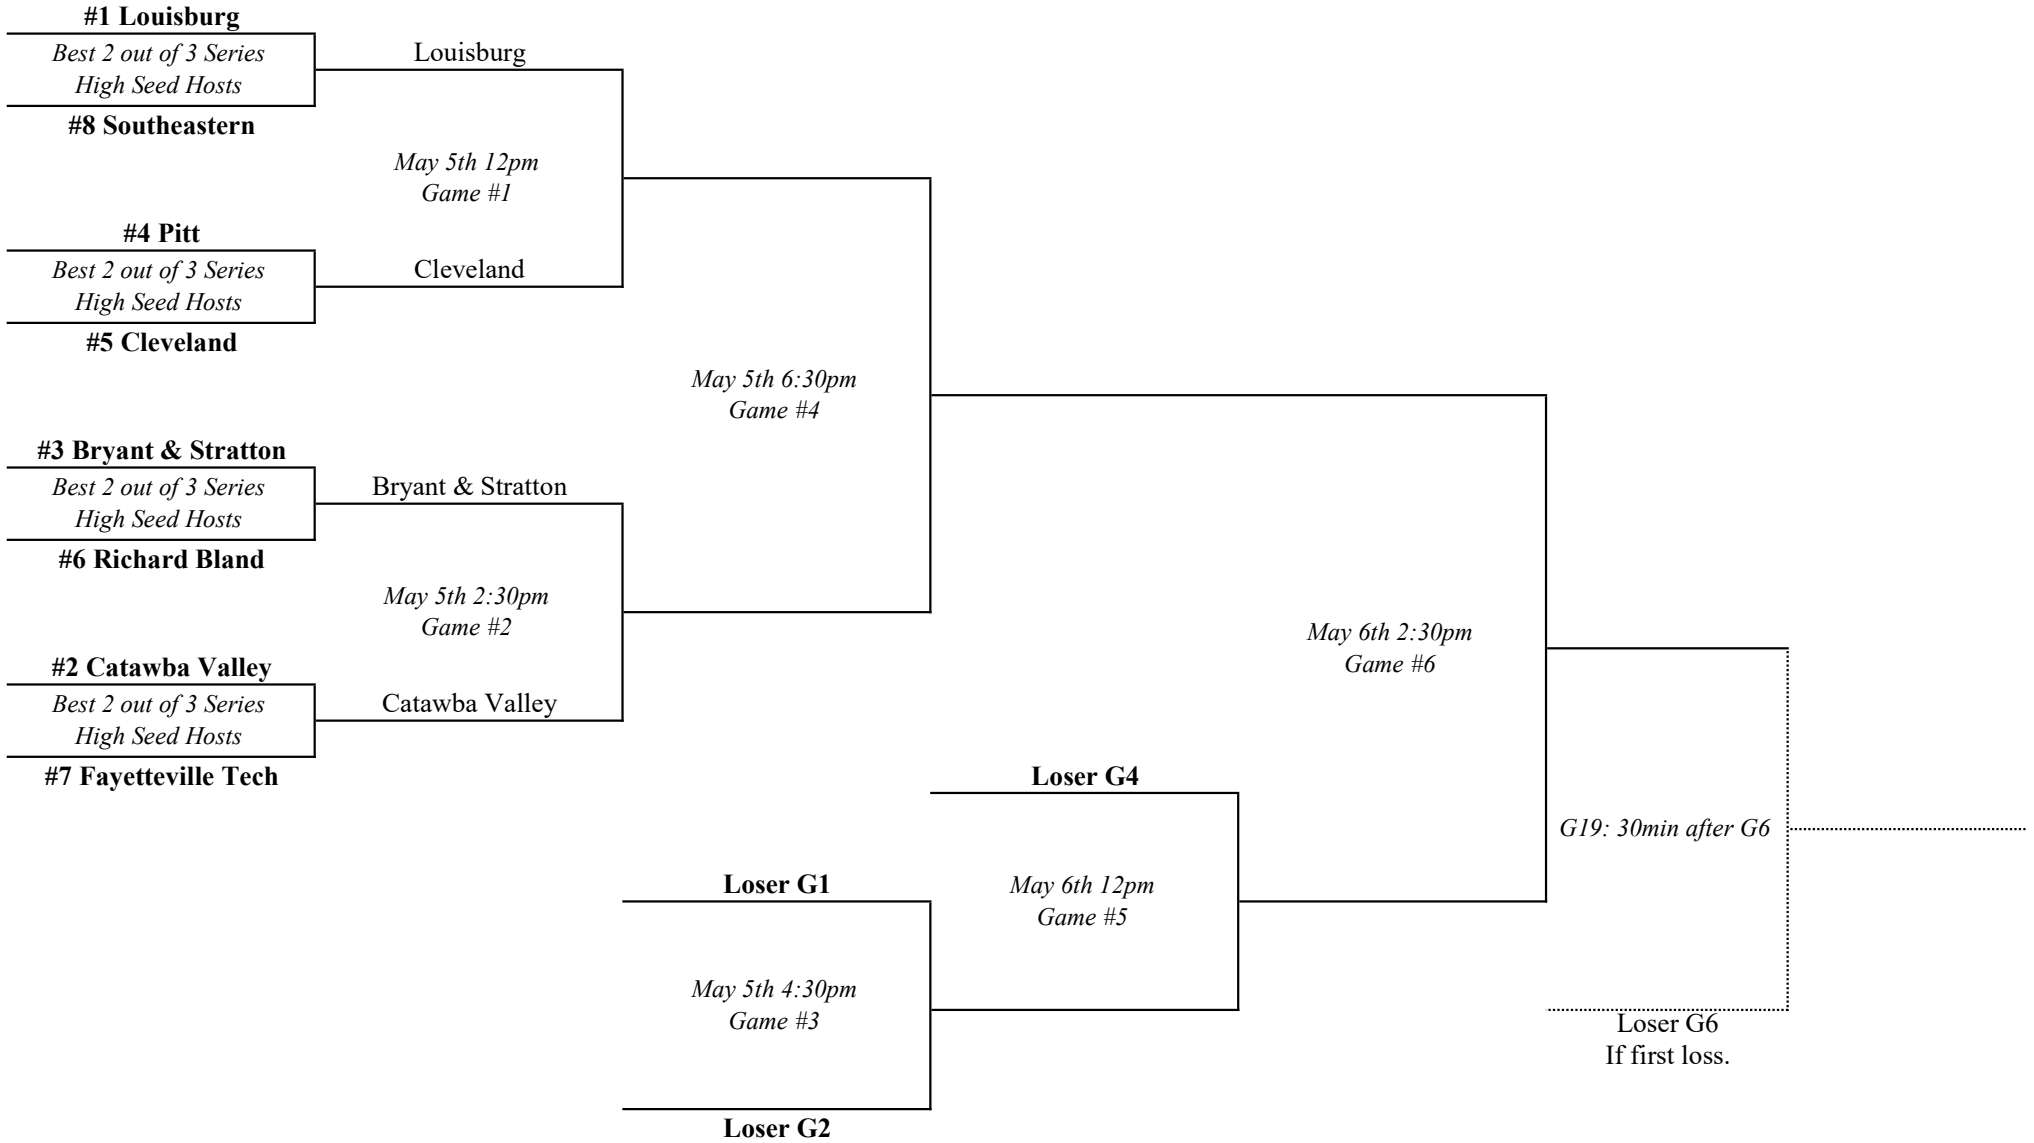 #1 Louisburg
Best 2 out of 3 Series
High Seed Hosts
#8 Southeastern
Louisburg
May 5th 12pm
Game #1
#4 Pitt
Best 2 out of 3 Series
High Seed Hosts
#5 Cleveland
Cleveland
May 5th 6:30pm
Game #4
#3 Bryant & Stratton
Best 2 out of 3 Series
High Seed Hosts
#6 Richard Bland
Bryant & Stratton
May 5th 2:30pm
Game #2
#2 Catawba Valley
Best 2 out of 3 Series
High Seed Hosts
#7 Fayetteville Tech
Catawba Valley
May 6th 2:30pm
Game #6
Loser G4
May 6th 12pm
Game #5
G19: 30min after G6
Loser G1
May 5th 4:30pm
Game #3
Loser G2
Loser G6
If first loss.